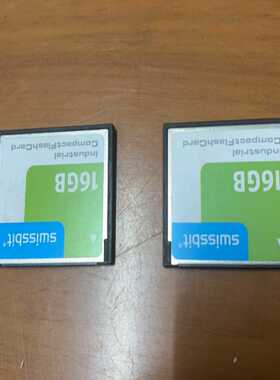 swissbit®
16GB
Industrial
CompactFlashCard
swissbit®
16GB
Industrial
CompactFlashCard